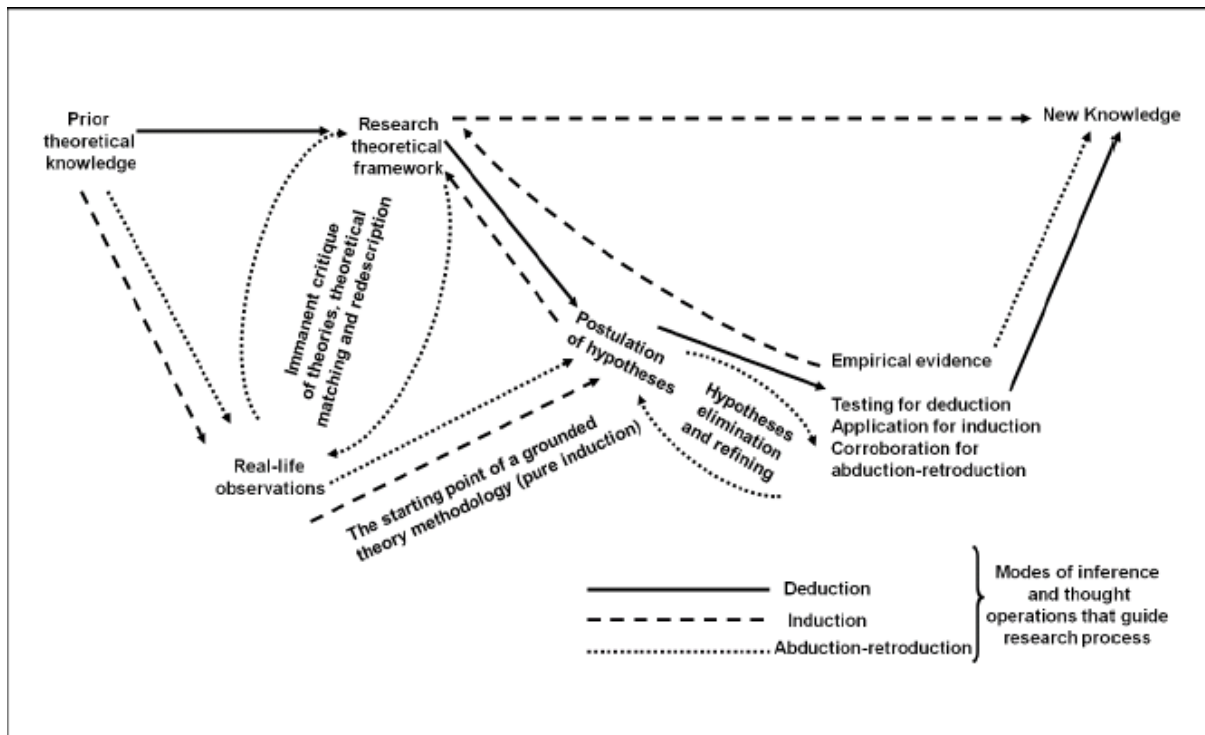 Prior
theoretical
knowledge
Research
theoretical
framework
New Knowledge
Immanent critique
of theories, theoretical
matching and redescription
Real-life
observations
Postulation
of hypotheses
The starting point of a grounded
theory methodology (pure induction)
Hypotheses
elimination
and refining
Empirical evidence
Testing for deduction
Application for induction
Corroboration for
abduction-retroduction
Deduction
Induction
Abduction-retroduction
Modes of inference
and thought
operations that guide
research process